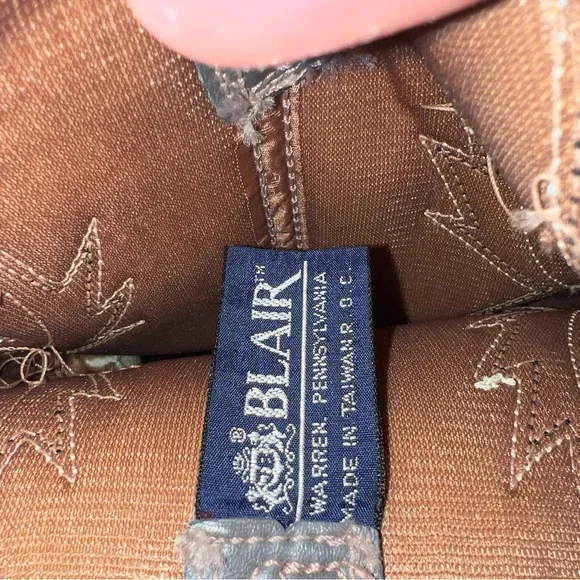 BLAIR™
®
WARREN, PENNSYLVANIA
MADE IN TAIWAN R.O.C.